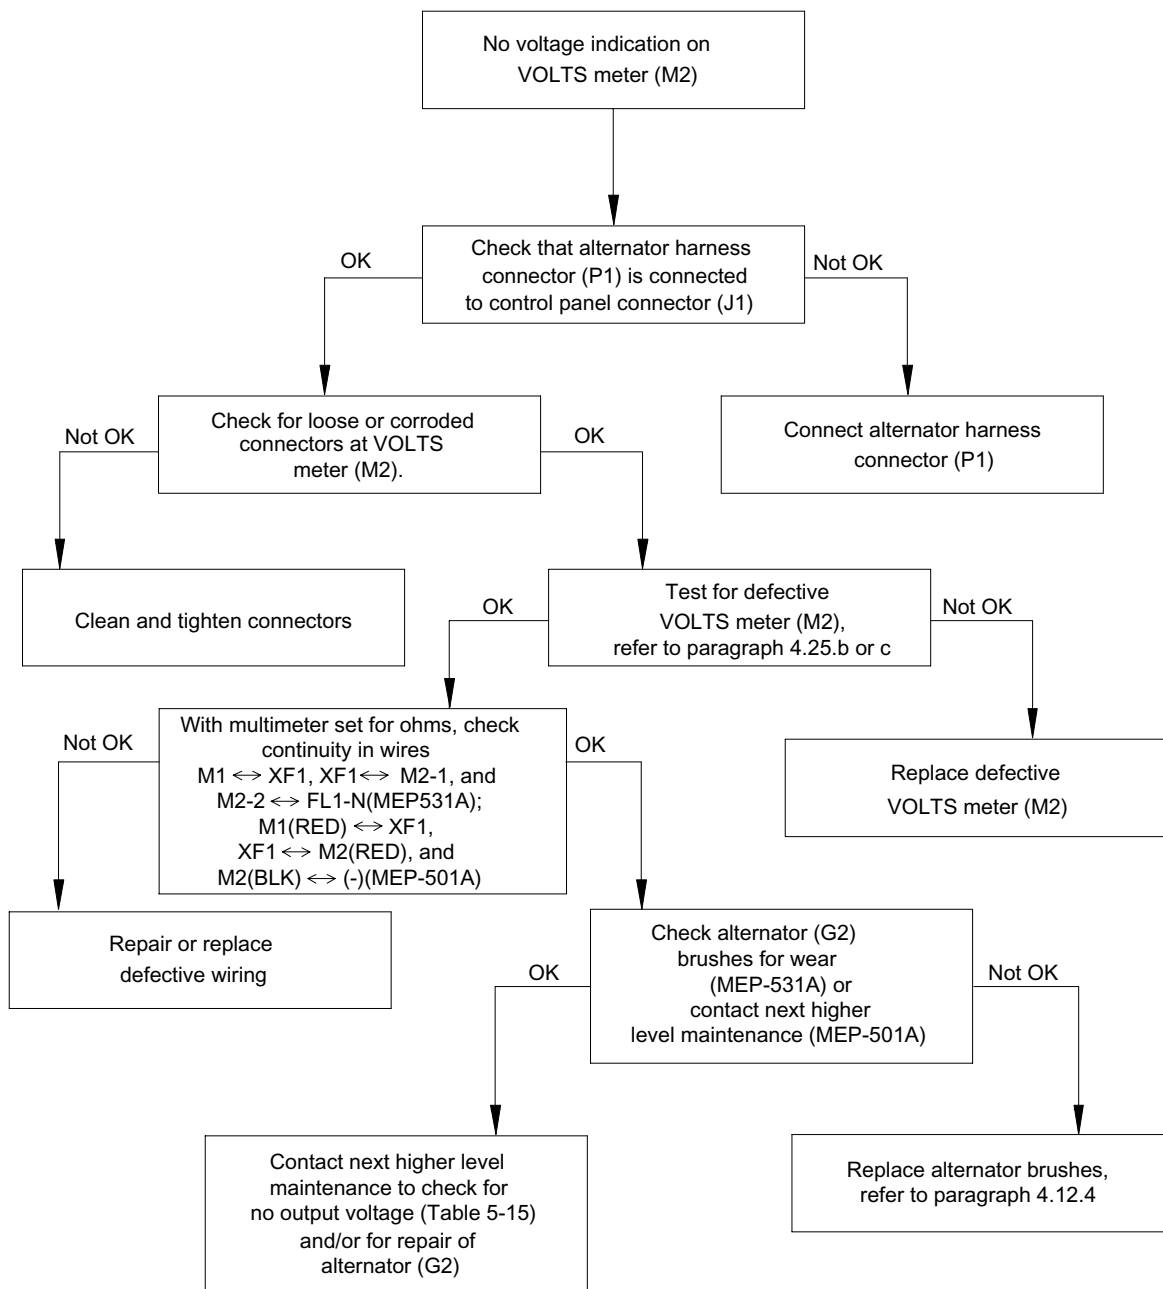 No voltage indication on
VOLTS meter (M2)
Check that alternator harness
connector (P1) is connected
to control panel connector (J1)
OK
Not OK
Check for loose or corroded
connectors at VOLTS
meter (M2).
Not OK
OK
Connect alternator harness
connector (P1)
Clean and tighten connectors
Test for defective
VOLTS meter (M2),
refer to paragraph 4.25.b or c
OK
Not OK
With multimeter set for ohms, check
continuity in wires
M1 ↔ XF1, XF1 ↔ M2-1, and
M2-2 ↔ FL1-N(MEP531A);
M1(RED) ↔ XF1,
XF1 ↔ M2(RED), and
M2(BLK) ↔ (-)(MEP-501A)
Not OK
OK
Replace defective
VOLTS meter (M2)
Repair or replace
defective wiring
Check alternator (G2)
brushes for wear
(MEP-531A) or
contact next higher
level maintenance (MEP-501A)
OK
Not OK
Contact next higher level
maintenance to check for
no output voltage (Table 5-15)
and/or for repair of
alternator (G2)
Replace alternator brushes,
refer to paragraph 4.12.4